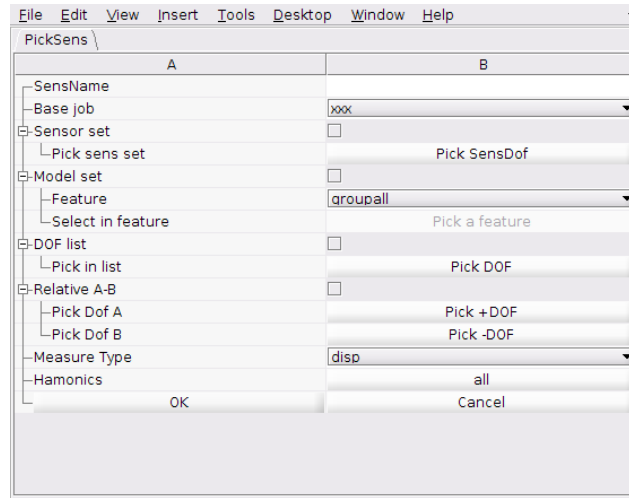 File Edit View Insert Tools Desktop Window Help
PickSens
A B
SensName
Base job xxx
Sensor set
Pick sens set Pick SensDof
Model set
Feature groupall
Select in feature Pick a feature
DOF list
Pick in list Pick DOF
Relative A-B
Pick Dof A Pick +DOF
Pick Dof B Pick -DOF
Measure Type disp
Hamonics all
OK Cancel